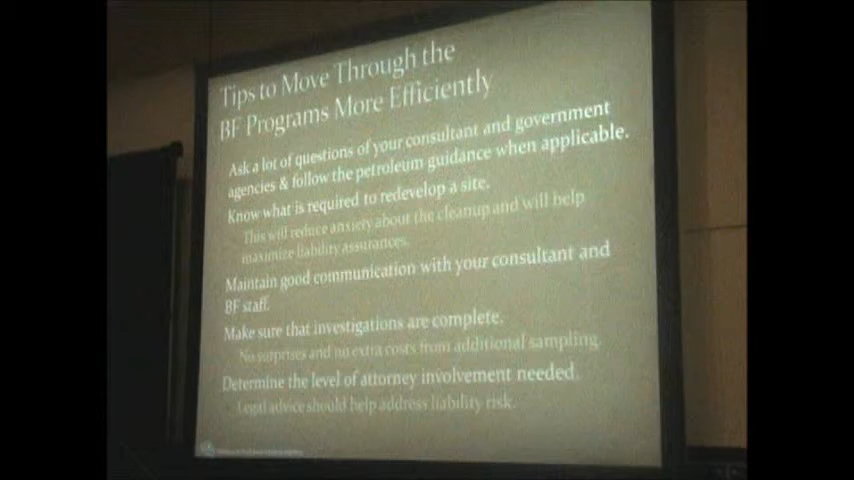 Tips to Move Through the
BF Programs More Efficiently
Ask a lot of questions of your consultant and government
agencies & follow the petroleum guidance when applicable.
Know what is required to redevelop a site.
This will reduce anxiety about the cleanup and will help
maximize liability assurances.
Maintain good communication with your consultant and
BF staff.
Make sure that investigations are complete.
No surprises and no extra costs from additional sampling.
Determine the level of attorney involvement needed.
Legal advice should help address liability risk.